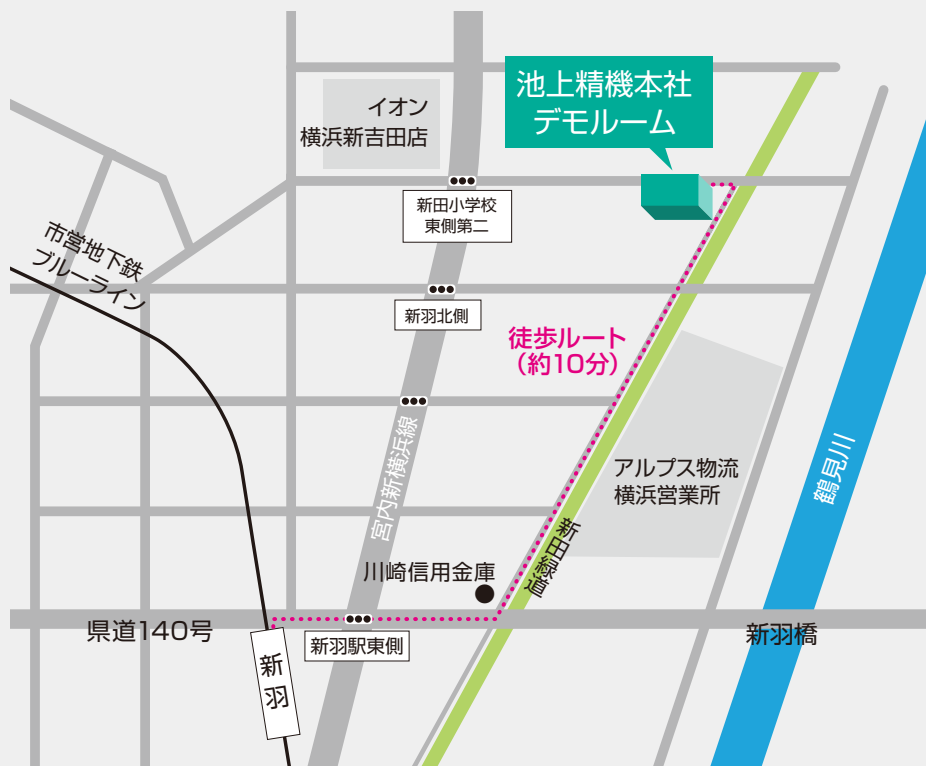 池上精機本社
デモルーム
イオン
横浜新吉田店
新田小学校
東側第二
市営地下鉄
ブルーライン
新羽北側
徒歩ルート
（約10分）
宮内新横浜線
アルプス物流
横浜営業所
鶴見川
新田緑道
川崎信用金庫
県道140号
新羽駅東側
新羽橋
新羽